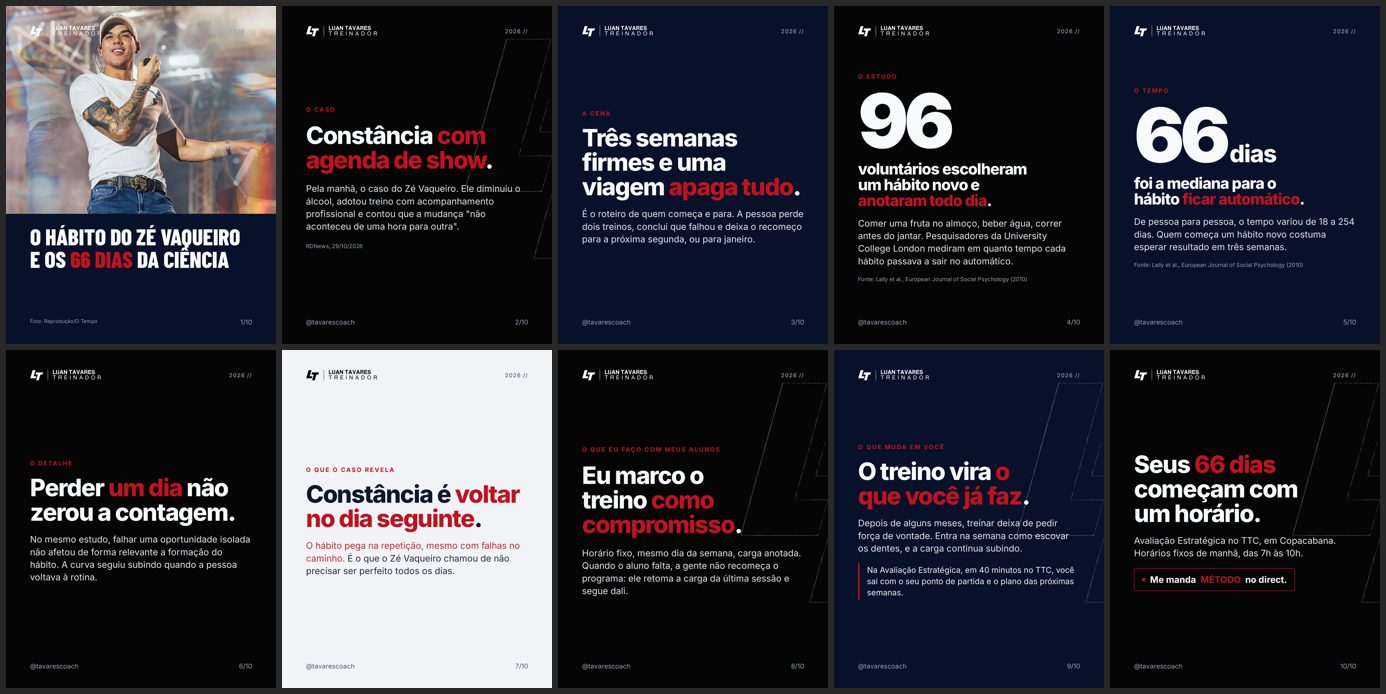 LT LUAN TAVARES
TREINADOR
2026 //
O HÁBITO DO ZÉ VAQUEIRO
E OS 66 DIAS DA CIÊNCIA
Foto: Reprodução/O Tempo
1/10
LT LUAN TAVARES
TREINADOR
2026 //
O CASO
Constância com
agenda de show.
Pela manhã, o caso do Zé Vaqueiro. Ele diminuiu o
álcool, adotou treino com acompanhamento
profissional e contou que a mudança "não
aconteceu de uma hora para outra".
RDNews, 29/10/2026
@tavarescoach
2/10
LT LUAN TAVARES
TREINADOR
2026 //
A CENA
Três semanas
firmes e uma
viagem apaga tudo.
É o roteiro de quem começa e para. A pessoa perde
dois treinos, conclui que falhou e deixa o recomeço
para a próxima segunda, ou para janeiro.
@tavarescoach
3/10
LT LUAN TAVARES
TREINADOR
2026 //
O ESTUDO
96
voluntários escolheram
um hábito novo e
anotaram todo dia.
Comer uma fruta no almoço, beber água, correr
antes do jantar. Pesquisadores da University
College London mediram em quanto tempo cada
hábito passava a sair no automático.
Fonte: Lally et al., European Journal of Social Psychology (2010)
@tavarescoach
4/10
LT LUAN TAVARES
TREINADOR
2026 //
O TEMPO
66 dias
foi a mediana para o
hábito ficar automático.
De pessoa para pessoa, o tempo variou de 18 a 254
dias. Quem começa um hábito novo costuma
esperar resultado em três semanas.
Fonte: Lally et al., European Journal of Social Psychology (2010)
@tavarescoach
5/10
LT LUAN TAVARES
TREINADOR
2026 //
O DETALHE
Perder um dia não
zerou a contagem.
No mesmo estudo, falhar uma oportunidade isolada
não afetou de forma relevante a formação do
hábito. A curva seguiu subindo quando a pessoa
voltava à rotina.
@tavarescoach
6/10
LT LUAN TAVARES
TREINADOR
2026 //
O QUE O CASO REVELA
Constância é voltar
no dia seguinte.
O hábito pega na repetição, mesmo com falhas no
caminho. É o que o Zé Vaqueiro chamou de não
precisar ser perfeito todos os dias.
@tavarescoach
7/10
LT LUAN TAVARES
TREINADOR
2026 //
O QUE EU FAÇO COM MEUS ALUNOS
Eu marco o
treino como
compromisso.
Horário fixo, mesmo dia da semana, carga anotada.
Quando o aluno falta, a gente não recomeça o
programa: ele retoma a carga da última sessão e
segue dali.
@tavarescoach
8/10
LT LUAN TAVARES
TREINADOR
2026 //
O QUE MUDA EM VOCÊ
O treino vira o
que você já faz.
Depois de alguns meses, treinar deixa de pedir
força de vontade. Entra na semana como escovar
os dentes, e a carga continua subindo.
Na Avaliação Estratégica, em 40 minutos no TTC, você
sai com o seu ponto de partida e o plano das próximas
semanas.
@tavarescoach
9/10
LT LUAN TAVARES
TREINADOR
2026 //
Seus 66 dias
começam com
um horário.
Avaliação Estratégica no TTC, em Copacabana.
Horários fixos de manhã, das 7h às 10h.
• Me manda MÉTODO no direct.
@tavarescoach
10/10